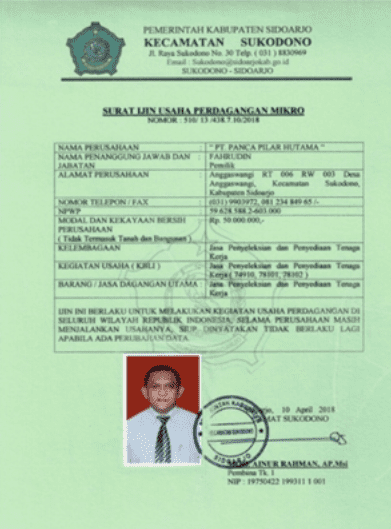 PEMERINTAH KABUPATEN SIDOARJO
KECAMATAN SUKODONO
Jl. Raya Sukodono No. 30 Telp. ( 031 ) 8830969
Email : Sukodono@sidoarjokab.go.id
SUKODONO - SIDOARJO
SURAT IJIN USAHA PERDAGANGAN MIKRO
NOMOR : 510/ 13 /438.7.10/2018
NAMA PERUSAHAAN : " PT. PANCA PILAR HUTAMA "
NAMA PENANGGUNG JAWAB DAN JABATAN : FAHRUDIN
Pemilik
ALAMAT PERUSAHAAN : Anggaswangi RT 006 RW 003 Desa
Anggaswangi, Kecamatan Sukodono,
Kabupaten Sidoarjo
NOMOR TELEPON / FAX : (031) 9903972, 081 234 849 65 /-
NPWP : 59.628.588.2-603.000
MODAL DAN KEKAYAAN BERSIH : Rp. 50.000.000,-
PERUSAHAAN
( Tidak Termasuk Tanah dan Bangunan )
KELEMBAGAAN : Jasa Penyeleksian dan Penyediaan Tenaga
Kerja
KEGIATAN USAHA ( KBLI ) : Jasa Penyeleksian dan Penyediaan Tenaga
Kerja ( 74910, 78101, 78102 )
BARANG / JASA DAGANGAN UTAMA : Jasa Penyeleksian dan Penyediaan Tenaga
Kerja
IJIN INI BERLAKU UNTUK MELAKUKAN KEGIATAN USAHA PERDAGANGAN DI
SELURUH WILAYAH REPUBLIK INDONESIA, SELAMA PERUSAHAAN MASIH
MENJALANKAN USAHANYA, SIUP DINYATAKAN TIDAK BERLAKU LAGI
APABILA ADA PERUBAHAN DATA.
10 April 2018
SUKODONO
AINUR RAHMAN, AP.Msi
Pembina Tk. I
NIP : 19750422 199311 1 001